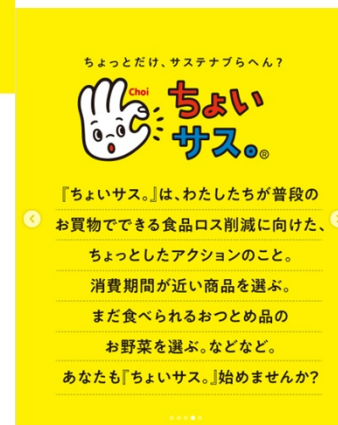 ちょっとだけ、サステナブらへん?
Choi
ちょい
サス。®
『ちょいサス。』は、わたしたちが普段の
お買物でできる食品ロス削減に向けた、
ちょっとしたアクションのこと。
消費期間が近い商品を選ぶ。
まだ食べられるおつとめ品の
お野菜を選ぶ。などなど。
あなたも『ちょいサス。』始めませんか?